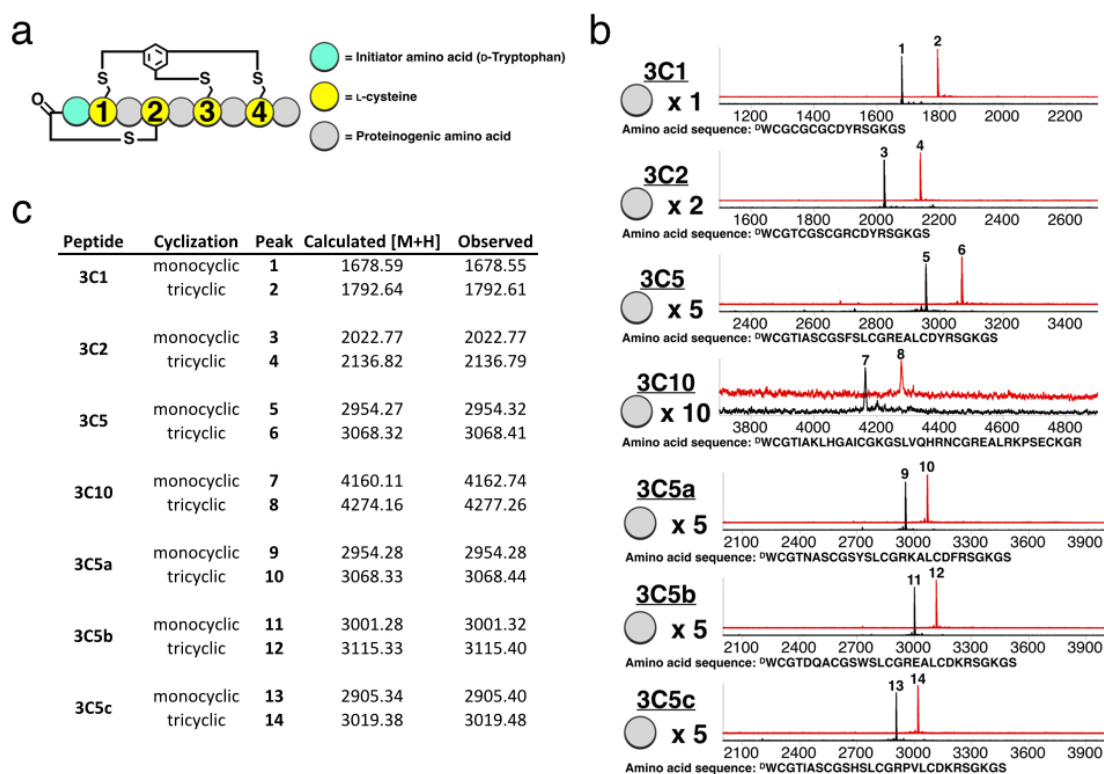 a
O
S
S
S
S
1
2
3
4
= Initiator amino acid (D-Tryptophan)
= L-cysteine
= Proteinogenic amino acid
c
Peptide Cyclization Peak Calculated [M+H] Observed
3C1 monocyclic 1 1678.59 1678.55
tricyclic 2 1792.64 1792.61
3C2 monocyclic 3 2022.77 2022.77
tricyclic 4 2136.82 2136.79
3C5 monocyclic 5 2954.27 2954.32
tricyclic 6 3068.32 3068.41
3C10 monocyclic 7 4160.11 4162.74
tricyclic 8 4274.16 4277.26
3C5a monocyclic 9 2954.28 2954.28
tricyclic 10 3068.33 3068.44
3C5b monocyclic 11 3001.28 3001.32
tricyclic 12 3115.33 3115.40
3C5c monocyclic 13 2905.34 2905.40
tricyclic 14 3019.38 3019.48
b
3C1
x 1
1 2
1200 1400 1600 1800 2000 2200
Amino acid sequence: ᴰWCGCGCGCDYRSGKGS
3C2
x 2
3 4
1600 1800 2000 2200 2400 2600
Amino acid sequence: ᴰWCGTCGSCGRCDYRSGKGS
3C5
x 5
5 6
2400 2600 2800 3000 3200 3400
Amino acid sequence: ᴰWCGTIASCGSFSLCGREALCDYRSGKGS
3C10
x 10
7 8
3800 4000 4200 4400 4600 4800
Amino acid sequence: ᴰWCGTIAKLHGAICGKGSLVQHRNCGREALRKPSECKGR
3C5a
x 5
9 10
2100 2400 2700 3000 3300 3600 3900
Amino acid sequence: ᴰWCGTNASCGSYSLCGRKALCDFRSGKGS
3C5b
x 5
11 12
2100 2400 2700 3000 3300 3600 3900
Amino acid sequence: ᴰWCGTDQACGSWSLCGREALCDKRSGKGS
3C5c
x 5
13 14
2100 2400 2700 3000 3300 3600 3900
Amino acid sequence: ᴰWCGTIASCGSHSLCGRPVLCDKRSGKGS